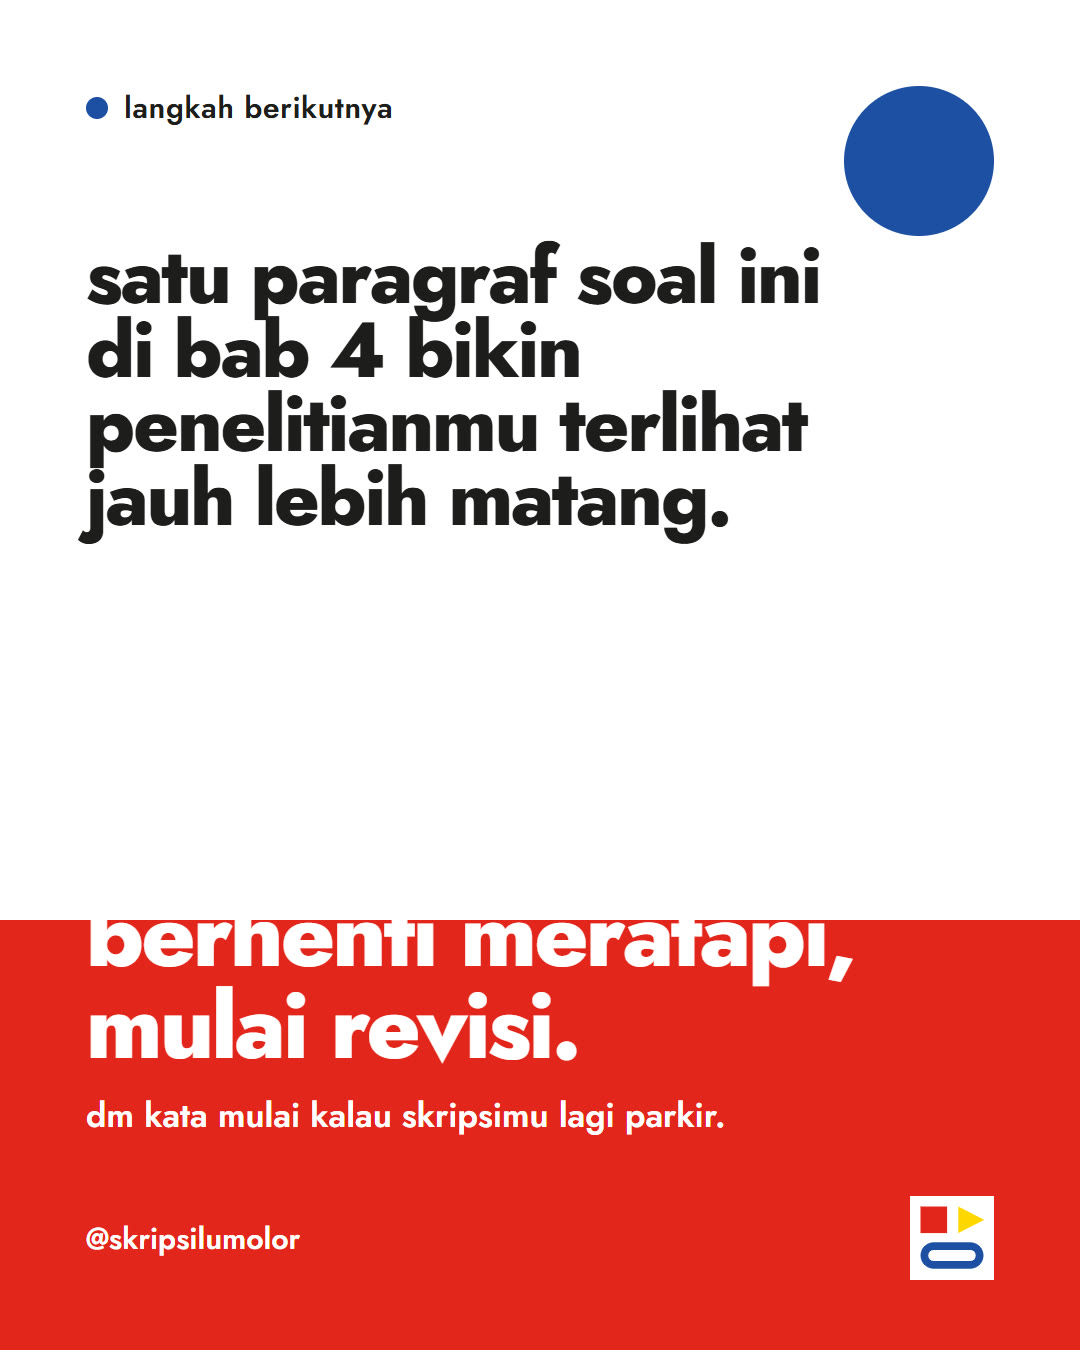 langkah berikutnya
satu paragraf soal ini
di bab 4 bikin
penelitianmu terlihat
jauh lebih matang.
berhenti meratapi,
mulai revisi.
dm kata mulai kalau skripsimu lagi parkir.
@skripsilumolor